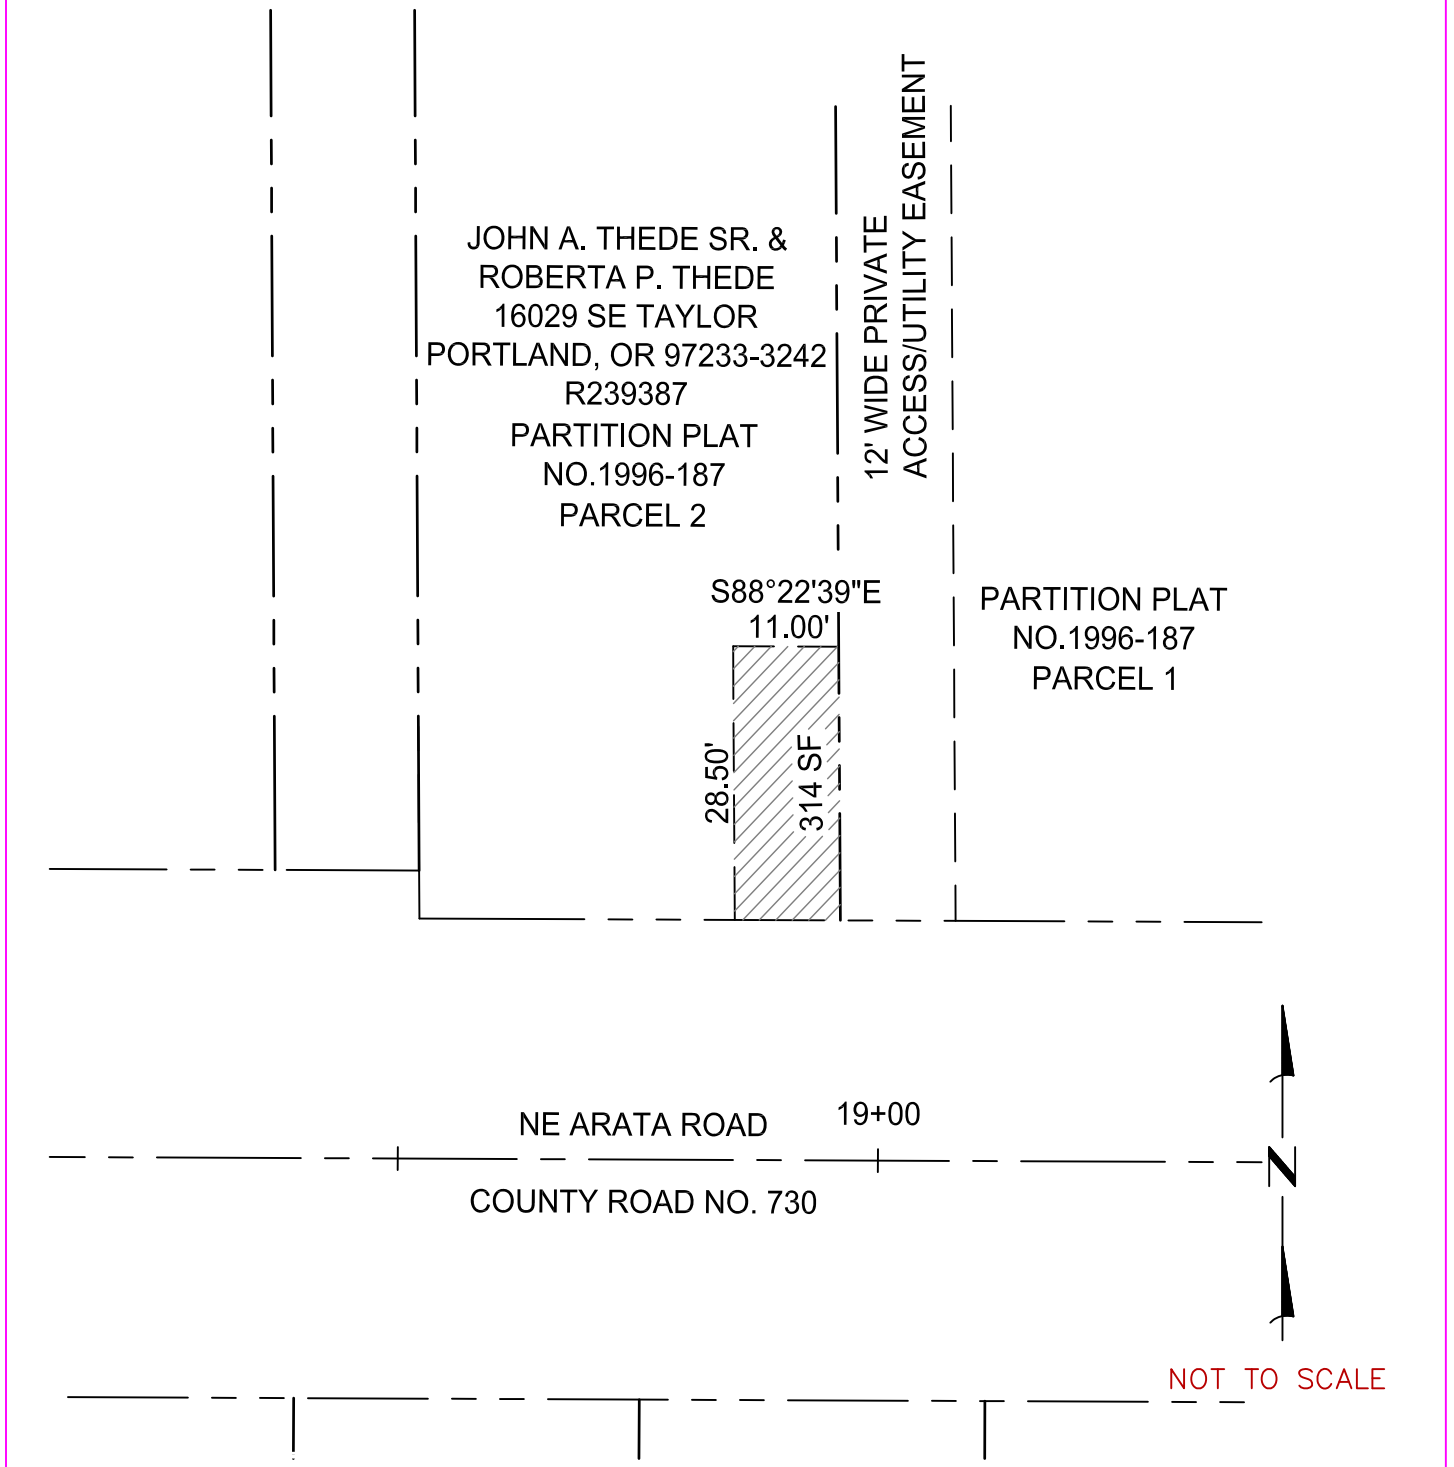 12' WIDE PRIVATE
ACCESS/UTILITY EASEMENT
JOHN A. THEDE SR. &
ROBERTA P. THEDE
16029 SE TAYLOR
PORTLAND, OR 97233-3242
R239387
PARTITION PLAT
NO.1996-187
PARCEL 2
S88°22'39"E
11.00'
PARTITION PLAT
NO.1996-187
PARCEL 1
28.50'
314 SF
NE ARATA ROAD
19+00
COUNTY ROAD NO. 730
N
NOT TO SCALE